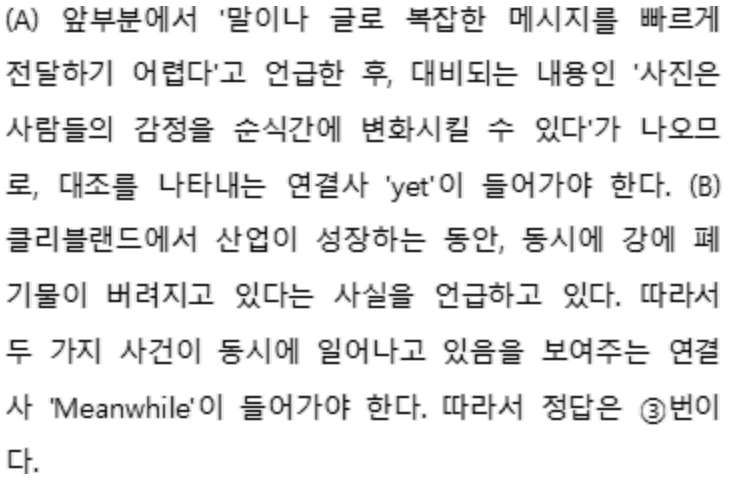 (A) 앞부분에서 '말이나 글로 복잡한 메시지를 빠르게
전달하기 어렵다'고 언급한 후, 대비되는 내용인 '사진은
사람들의 감정을 순식간에 변화시킬 수 있다'가 나오므
로, 대조를 나타내는 연결사 'yet'이 들어가야 한다. (B)
클리블랜드에서 산업이 성장하는 동안, 동시에 강에 폐
기물이 버려지고 있다는 사실을 언급하고 있다. 따라서
두 가지 사건이 동시에 일어나고 있음을 보여주는 연결
사 'Meanwhile'이 들어가야 한다. 따라서 정답은 ③번이
다.